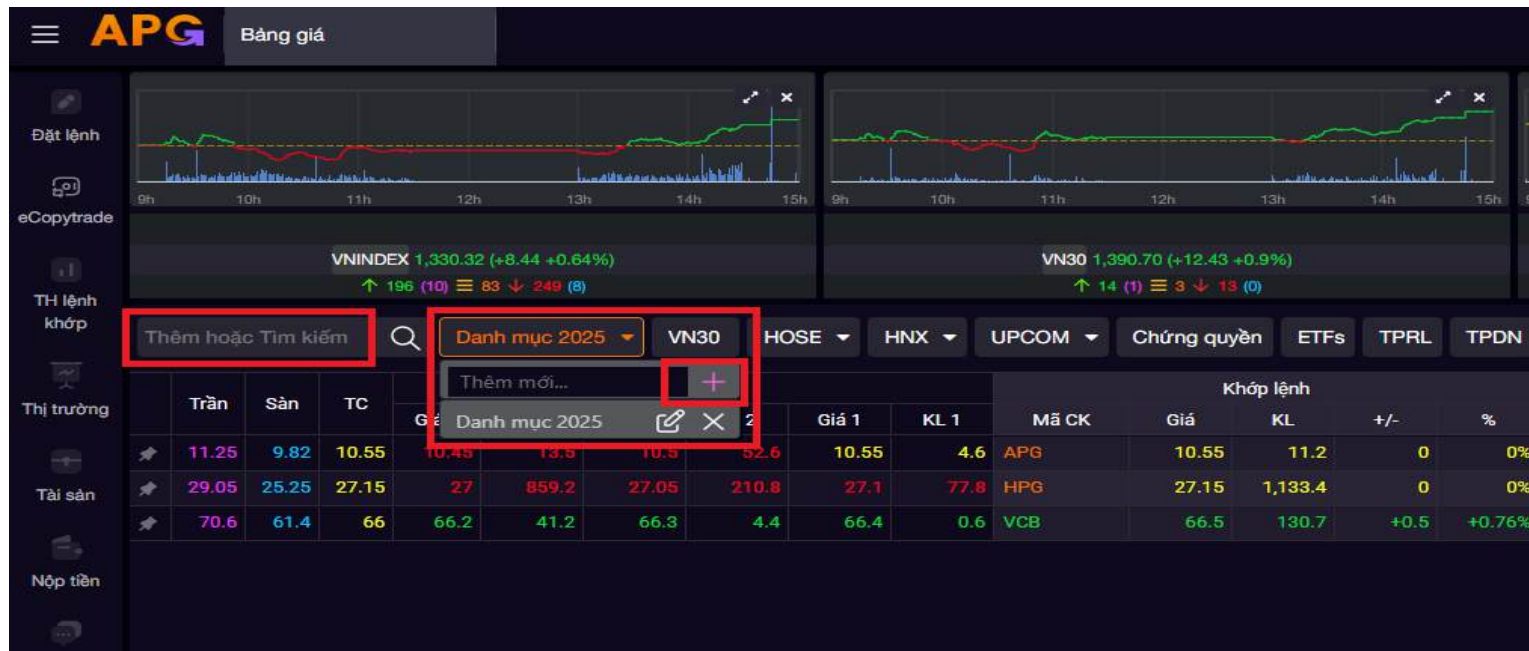 APG Bảng giá
Đặt lệnh
eCopytrade
TH lệnh khớp
Thị trường
Tài sản
Nộp tiền
9h 10h 11h 12h 13h 14h 15h
VNINDEX 1,330.32 (+8.44 +0.64%)
196 (10) 83 249 (8)
9h 10h 11h 12h 13h 14h 15h
VN30 1,390.70 (+12.43 +0.9%)
14 (1) 3 13 (0)
Thêm hoặc Tìm kiếm Danh mục 2025 VN30 HOSE HNX UPCOM Chứng quyền ETFs TPRL TPDN
Thêm mới...
Danh mục 2025
Khớp lệnh
Trần Sàn TC 2 Giá 1 KL 1 Mã CK Giá KL +/- %
11.25 9.82 10.55 10.45 13.5 10.5 52.6 10.55 4.6 APG 10.55 11.2 0 0%
29.05 25.25 27.15 27 859.2 27.05 210.8 27.1 77.8 HPG 27.15 1,133.4 0 0%
70.6 61.4 66 66.2 41.2 66.3 4.4 66.4 0.6 VCB 66.5 130.7 +0.5 +0.76%